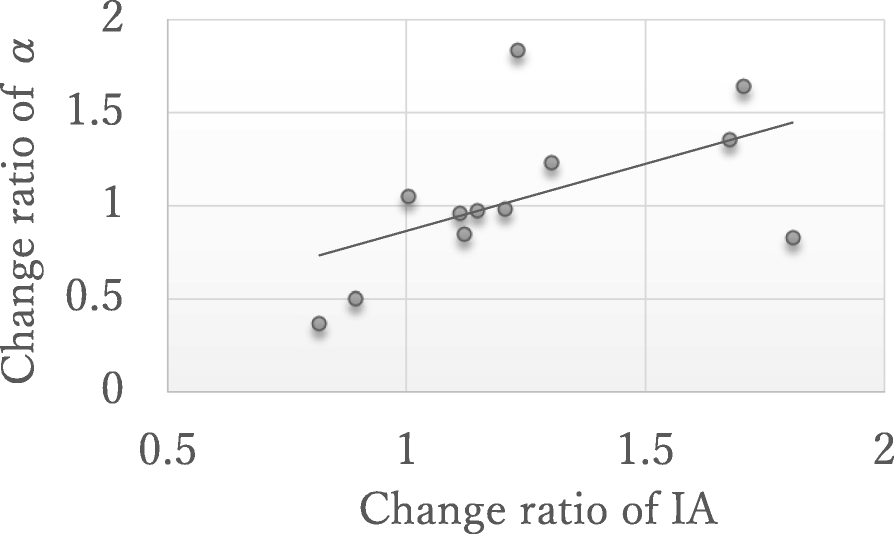 Change ratio of α
2
1.5
1
0.5
0
0.5 1 1.5 2
Change ratio of IA